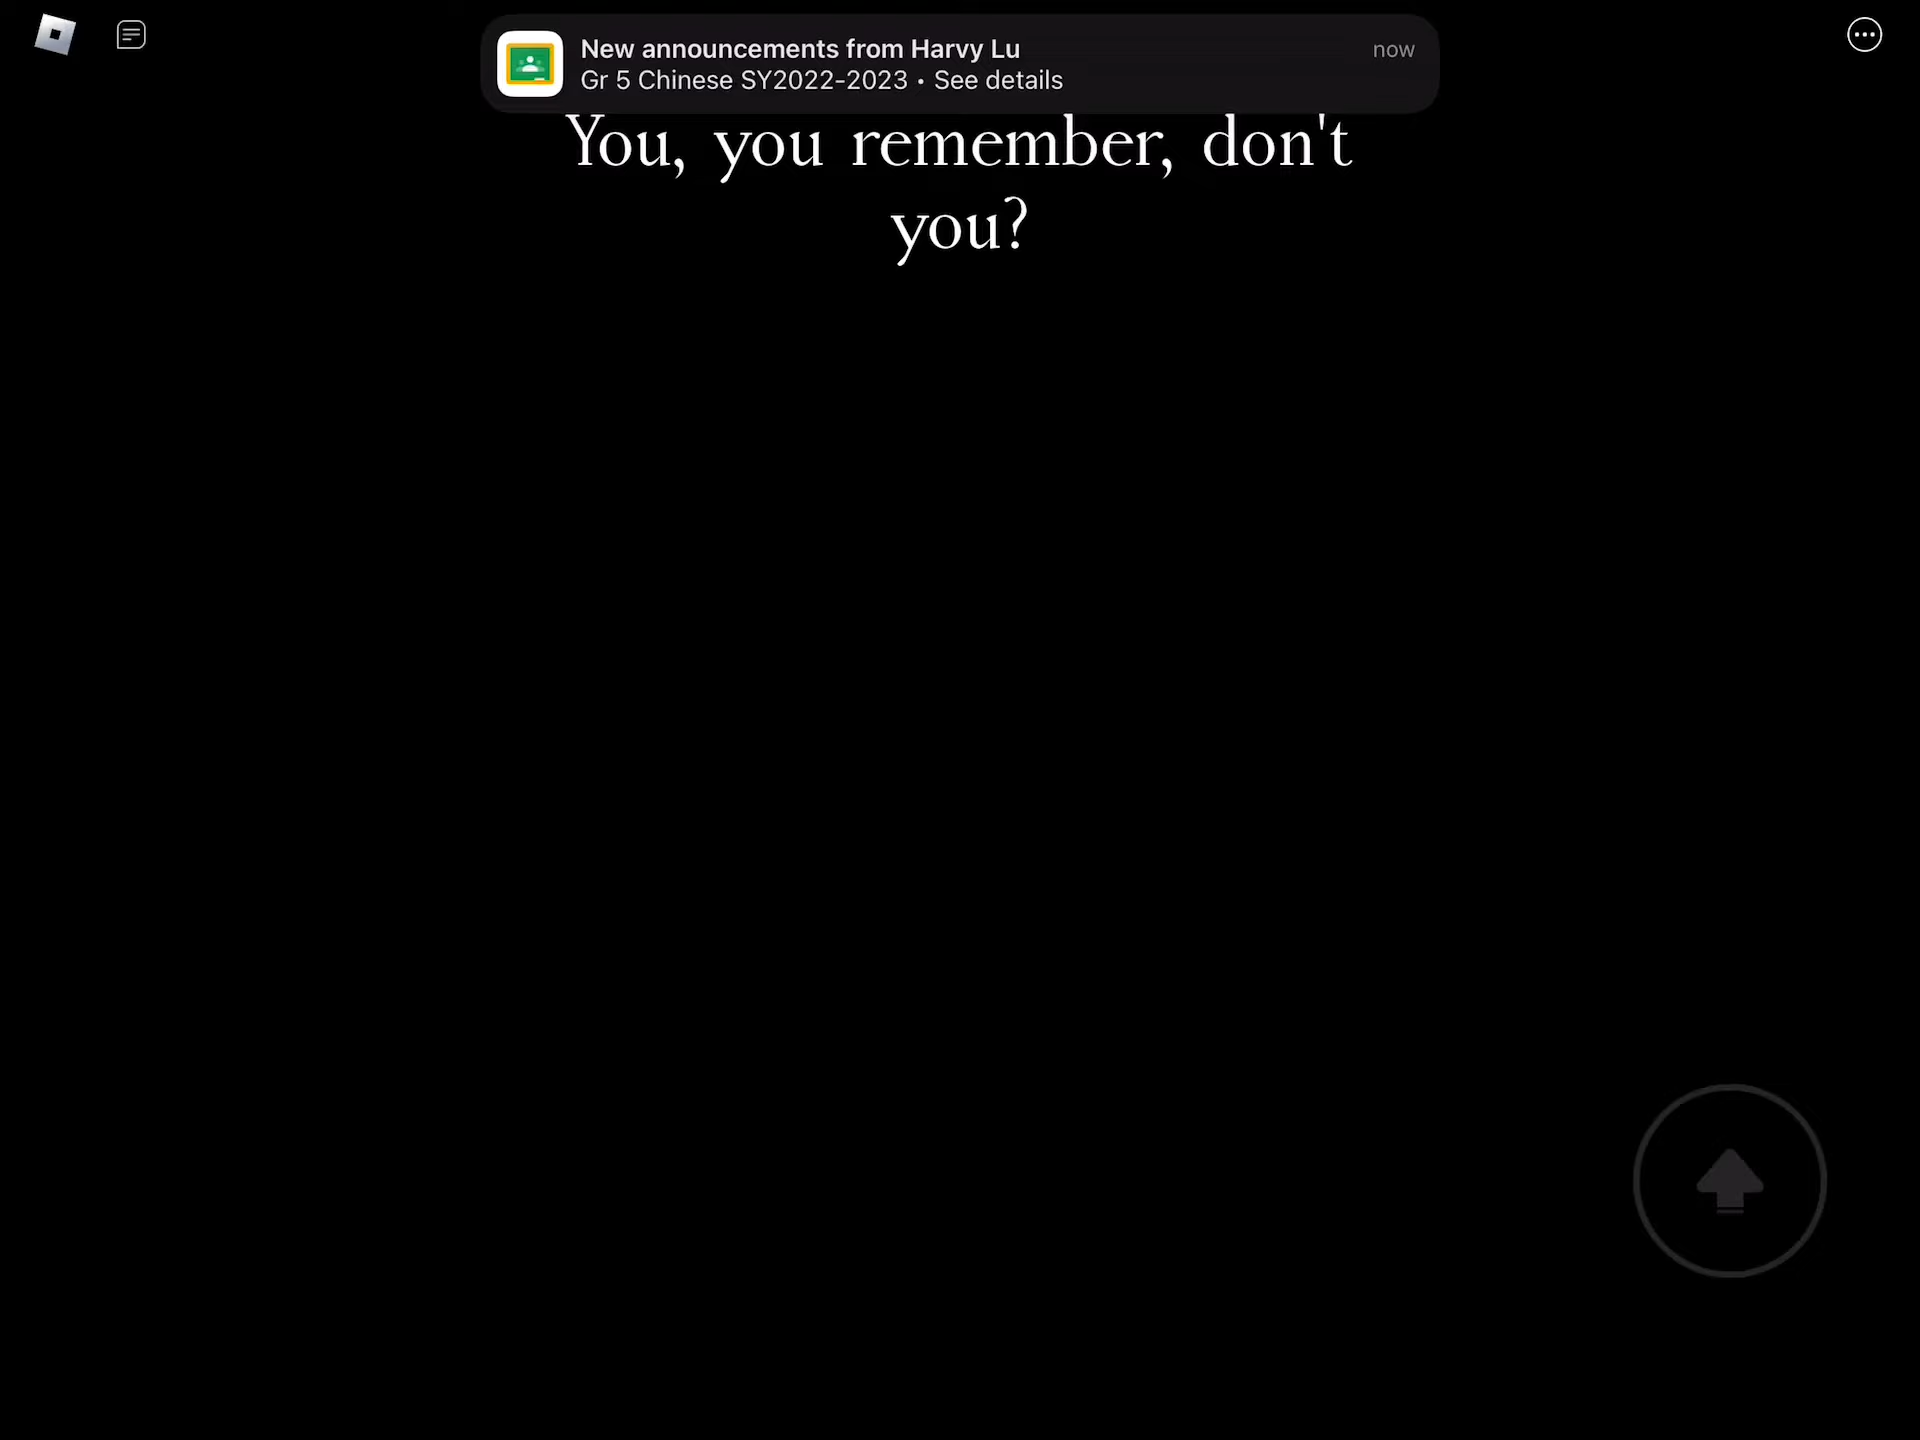 New announcements from Harvy Lu
now
Gr 5 Chinese SY2022-2023 • See details
You, you remember, don't
you?